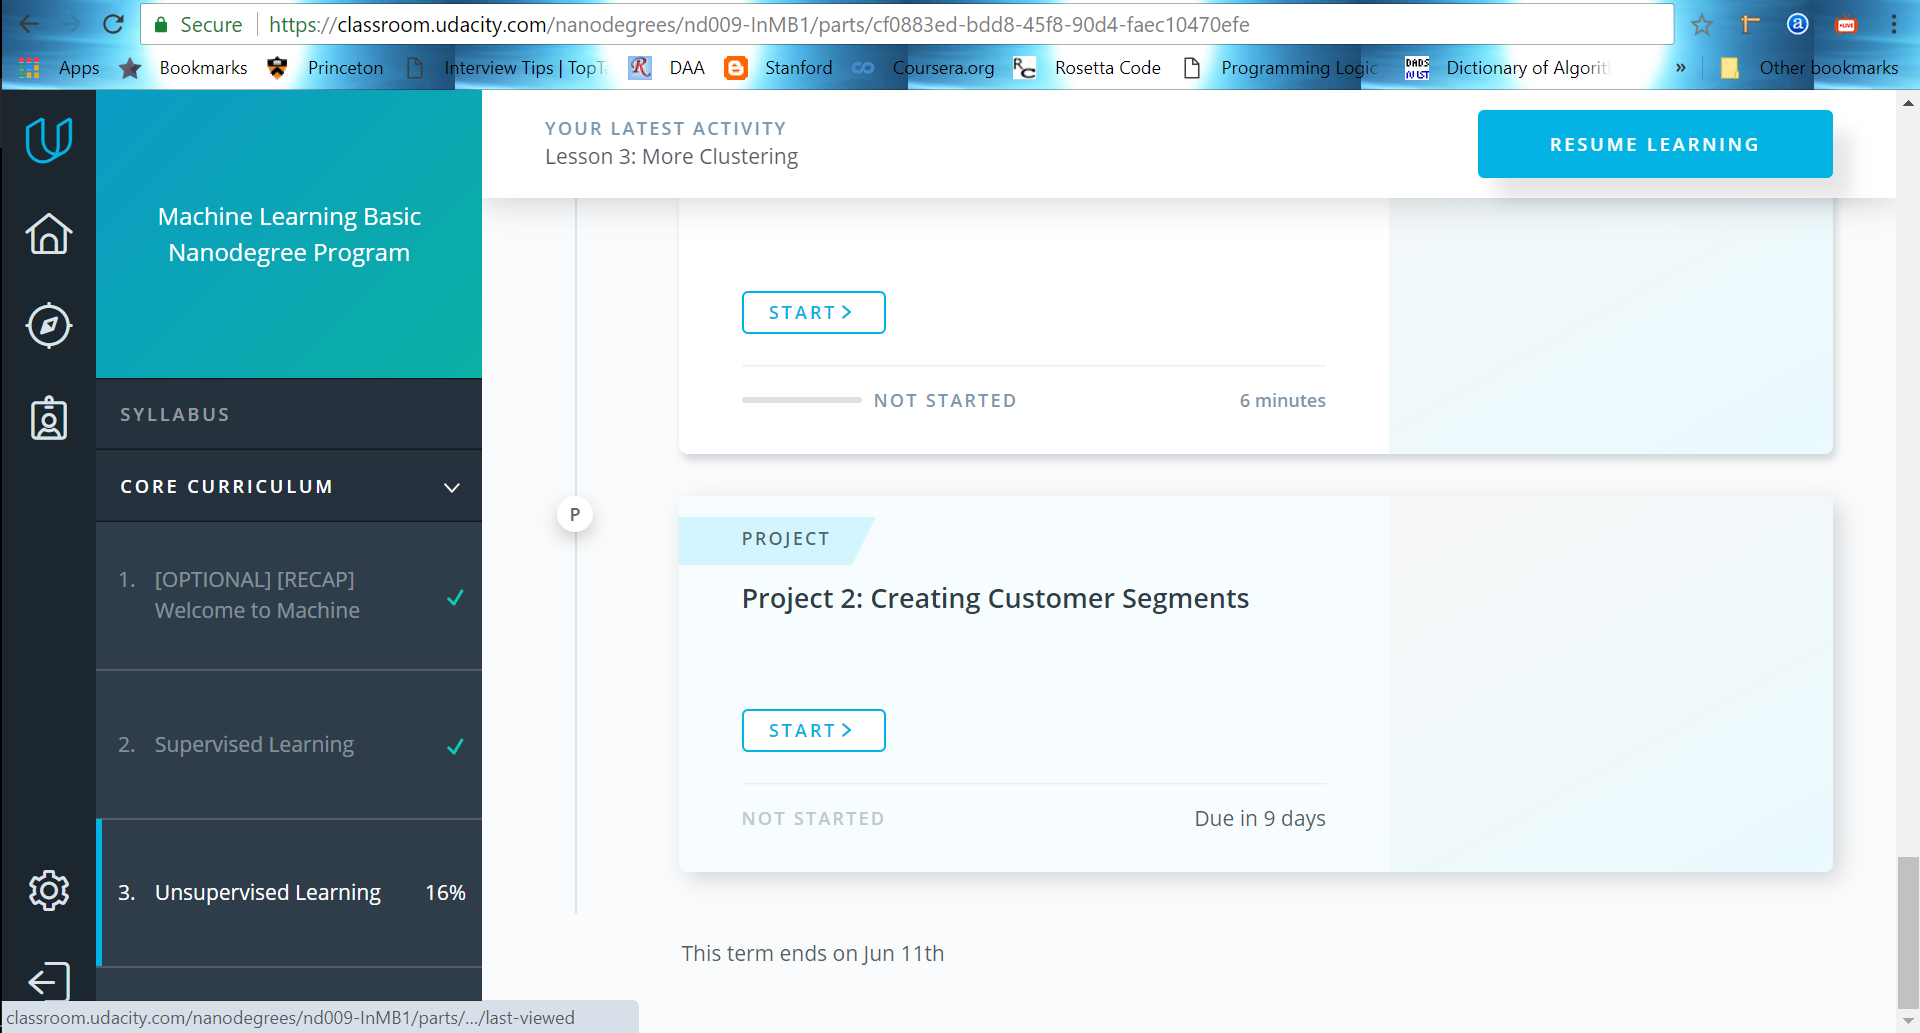 Secure https://classroom.udacity.com/nanodegrees/nd009-InMB1/parts/cf0883ed-bdd8-45f8-90d4-faec10470efe
Apps Bookmarks Princeton Interview Tips | TopT DAA Stanford Coursera.org Rosetta Code Programming Logic Dictionary of Algorit » Other bookmarks
Machine Learning Basic
Nanodegree Program
SYLLABUS
CORE CURRICULUM
1. [OPTIONAL] [RECAP]
Welcome to Machine
2. Supervised Learning
3. Unsupervised Learning 16%
YOUR LATEST ACTIVITY
Lesson 3: More Clustering
RESUME LEARNING
START
NOT STARTED 6 minutes
P
PROJECT
Project 2: Creating Customer Segments
START
NOT STARTED Due in 9 days
This term ends on Jun 11th
classroom.udacity.com/nanodegrees/nd009-InMB1/parts/.../last-viewed